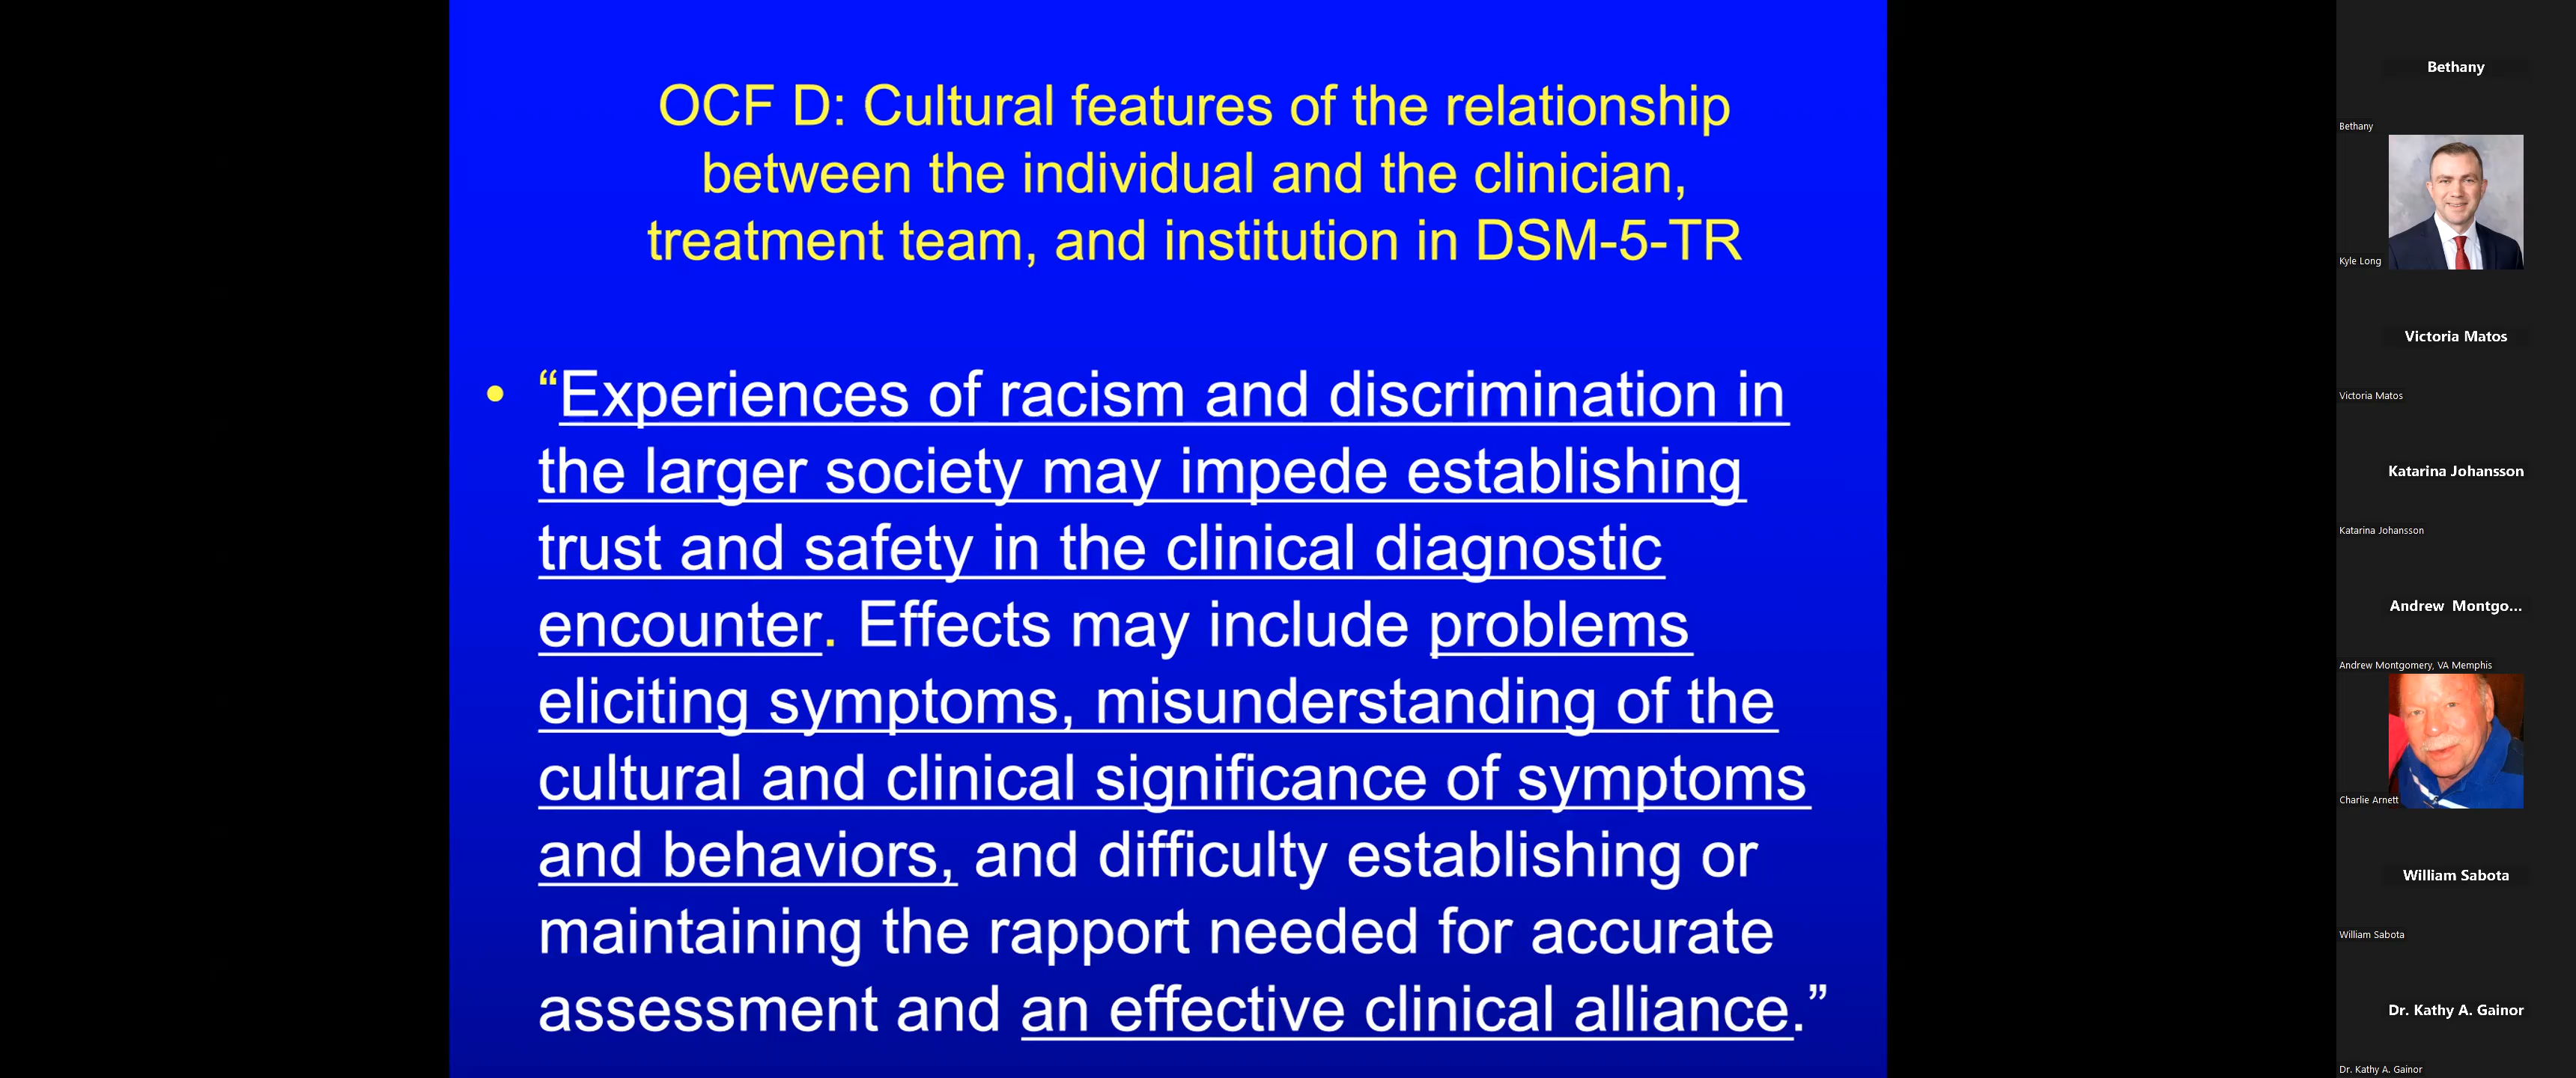 OCF D: Cultural features of the relationship
between the individual and the clinician,
treatment team, and institution in DSM-5-TR
• “Experiences of racism and discrimination in
the larger society may impede establishing
trust and safety in the clinical diagnostic
encounter. Effects may include problems
eliciting symptoms, misunderstanding of the
cultural and clinical significance of symptoms
and behaviors, and difficulty establishing or
maintaining the rapport needed for accurate
assessment and an effective clinical alliance.”
Bethany
Bethany
Kyle Long
Victoria Matos
Victoria Matos
Katarina Johansson
Katarina Johansson
Andrew Montgo...
Andrew Montgomery, VA Memphis
Charlie Arnett
William Sabota
William Sabota
Dr. Kathy A. Gainor
Dr. Kathy A. Gainor